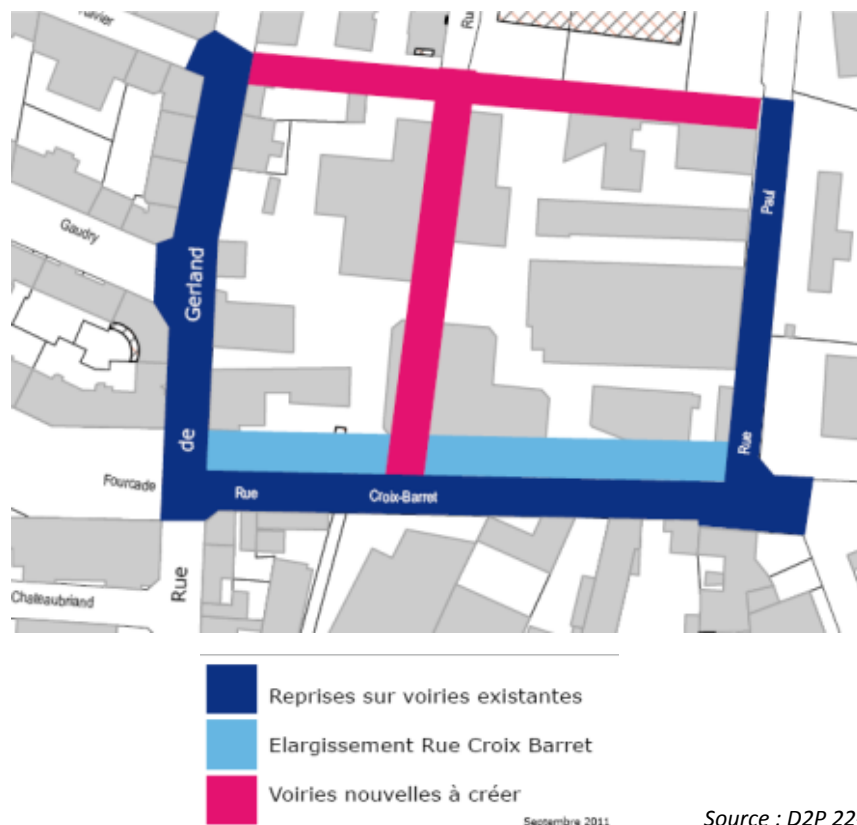 Rue
Paul
Gaudry
Gerland
de
Rue
Fourcade
Rue
Croix-Barret
Rue
Chateaubriand
Reprises sur voiries existantes
Elargissement Rue Croix Barret
Voiries nouvelles à créer
Septembre 2011
Source : D2P 22